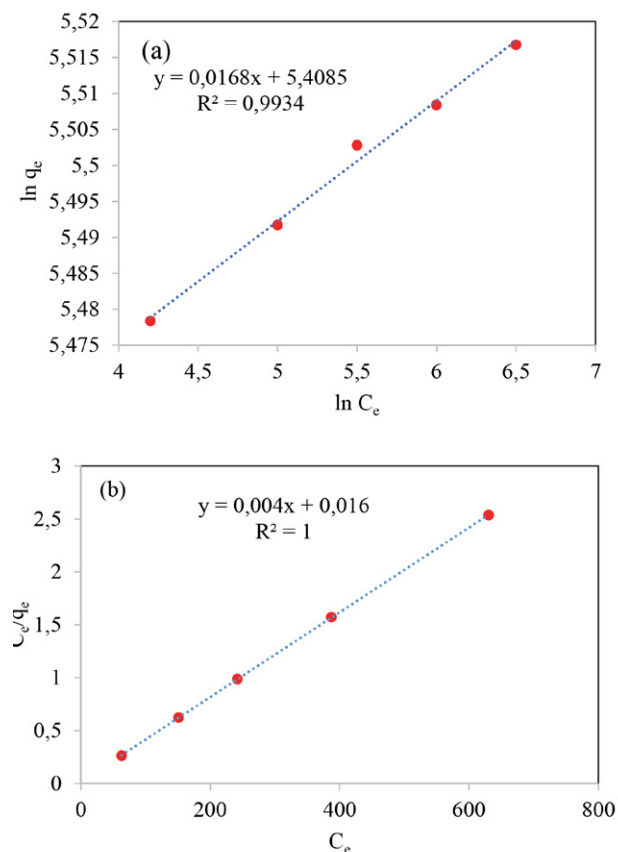 (a)
y = 0,0168x + 5,4085
R² = 0,9934
5,52
5,515
5,51
5,505
5,5
5,495
5,49
5,485
5,48
5,475
ln qₑ
4 4,5 5 5,5 6 6,5 7
ln Cₑ
(b)
y = 0,004x + 0,016
R² = 1
3
2,5
2
1,5
1
0,5
0
Cₑ/qₑ
0 200 400 600 800
Cₑ